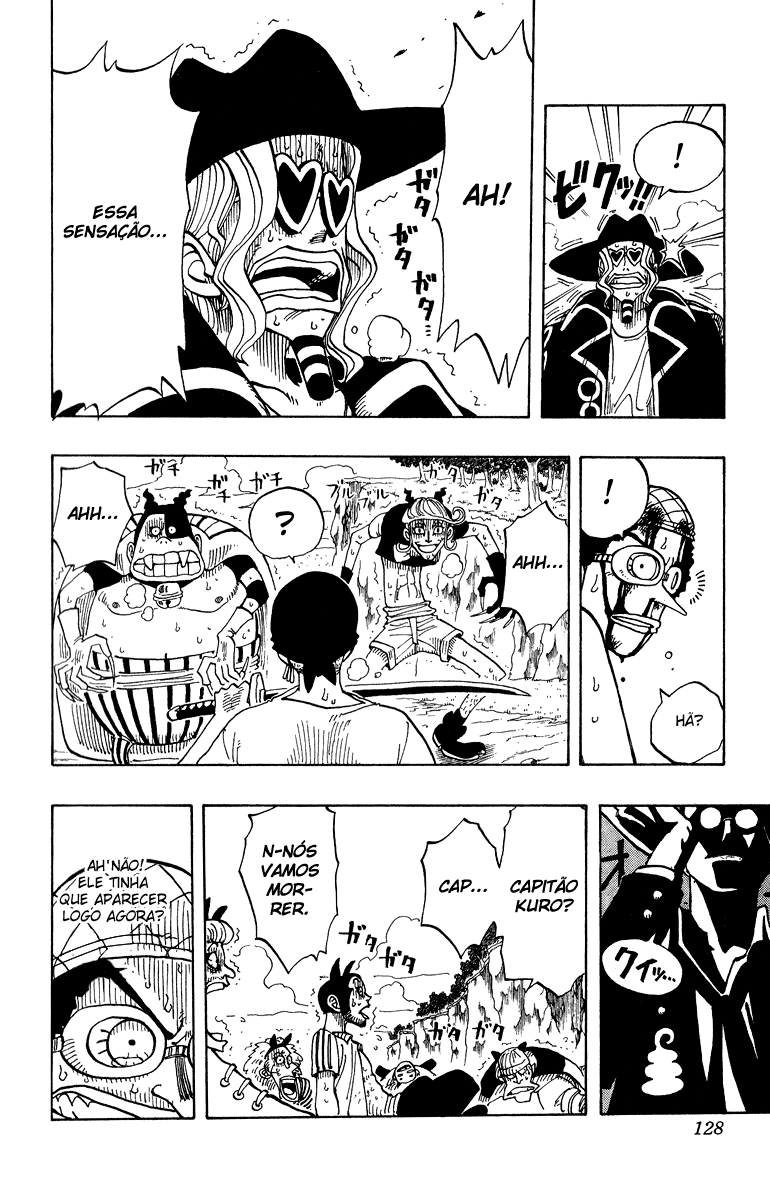 !
ビクッ!!
AH!
ガタ
ガタ
ガタ
ガタ
ESSA
SENSAÇÃO...
!
HÃ?
ガタ
ガタ
AHH...
ブル
ブル
?
ガチ
ガチ
ガチ
AHH...
クイッ...
CAPITÃO
KURO?
CAP...
N-NÓS
VAMOS
MOR-
RER.
ガタ
ガタ
ガタ
ガタ
AH'NÃO!
ELE TINHA
QUE APARECER
LOGO AGORA?
128